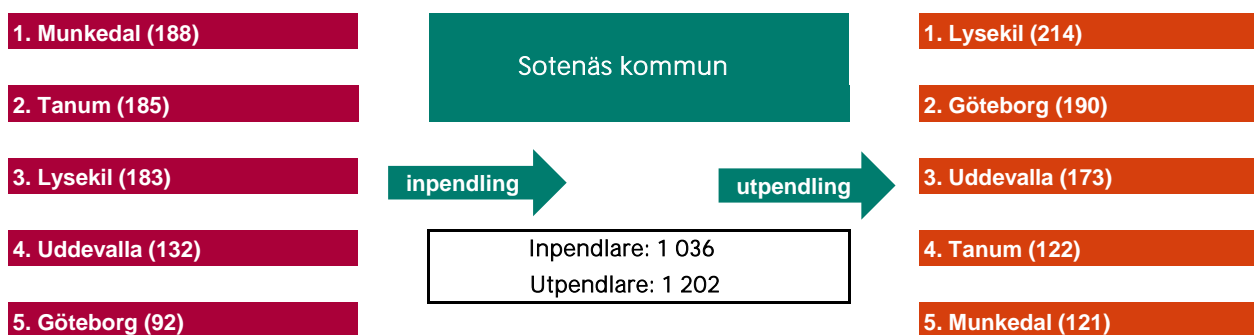 1. Munkedal (188)
2. Tanum (185)
3. Lysekil (183)
4. Uddevalla (132)
5. Göteborg (92)
Sotenäs kommun
inpendling
utpendling
Inpendlare: 1 036
Utpendlare: 1 202
1. Lysekil (214)
2. Göteborg (190)
3. Uddevalla (173)
4. Tanum (122)
5. Munkedal (121)